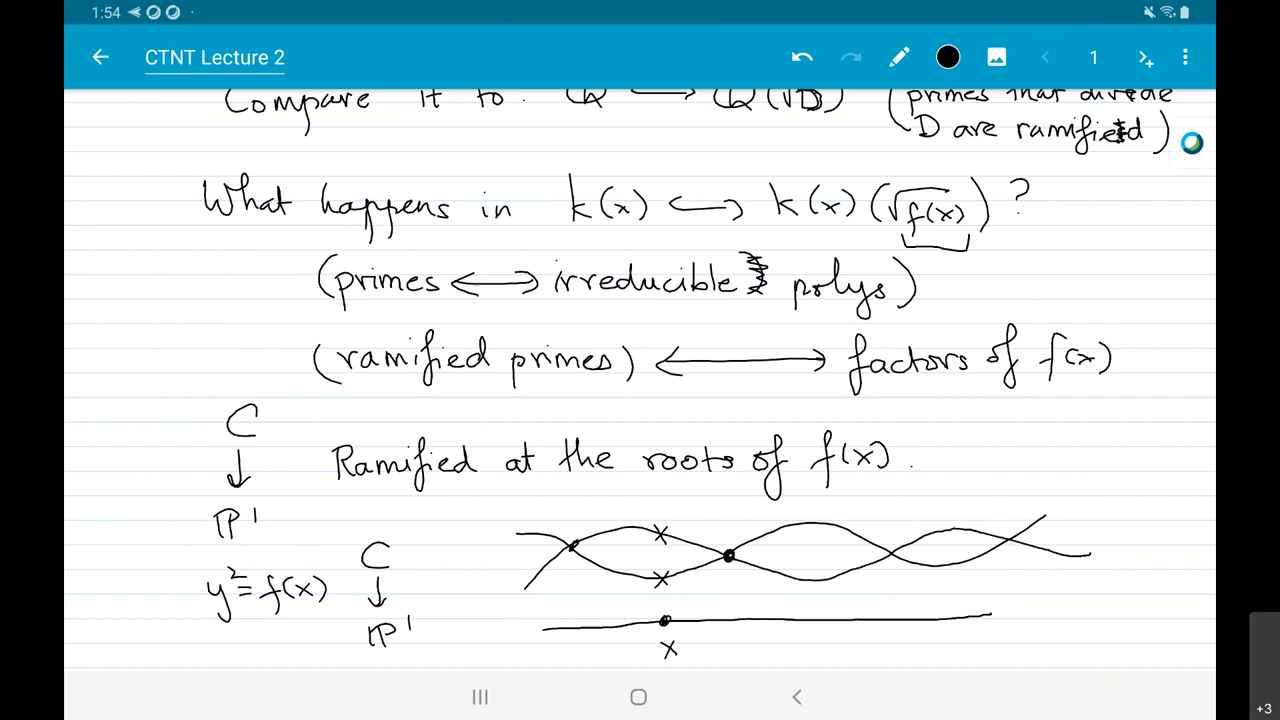 1:54
CTNT Lecture 2
1
Compare it to: Q ⟶ Q(√D) (primes that divide
D are ramified)
What happens in k(x) ⟶ k(x)(√f(x)) ?
(primes ⟷ irreducible polys)
(ramified primes) ⟷ factors of f(x)
C
↓
P¹
Ramified at the roots of f(x).
y² = f(x)
C
↓
P¹
x
+3